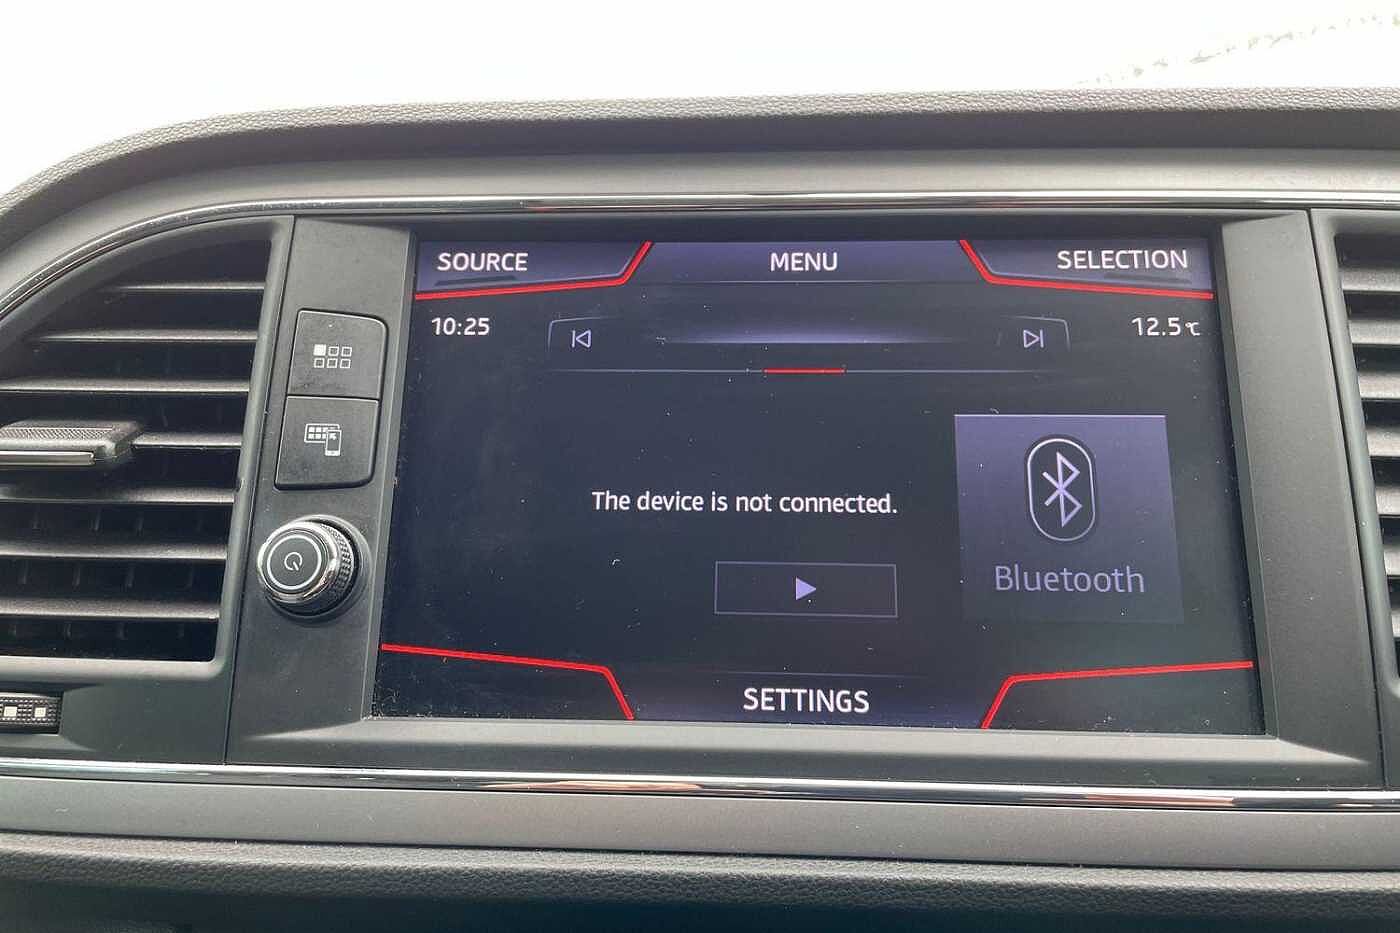 SOURCE
MENU
SELECTION
10:25
12.5℃
The device is not connected.
Bluetooth
SETTINGS